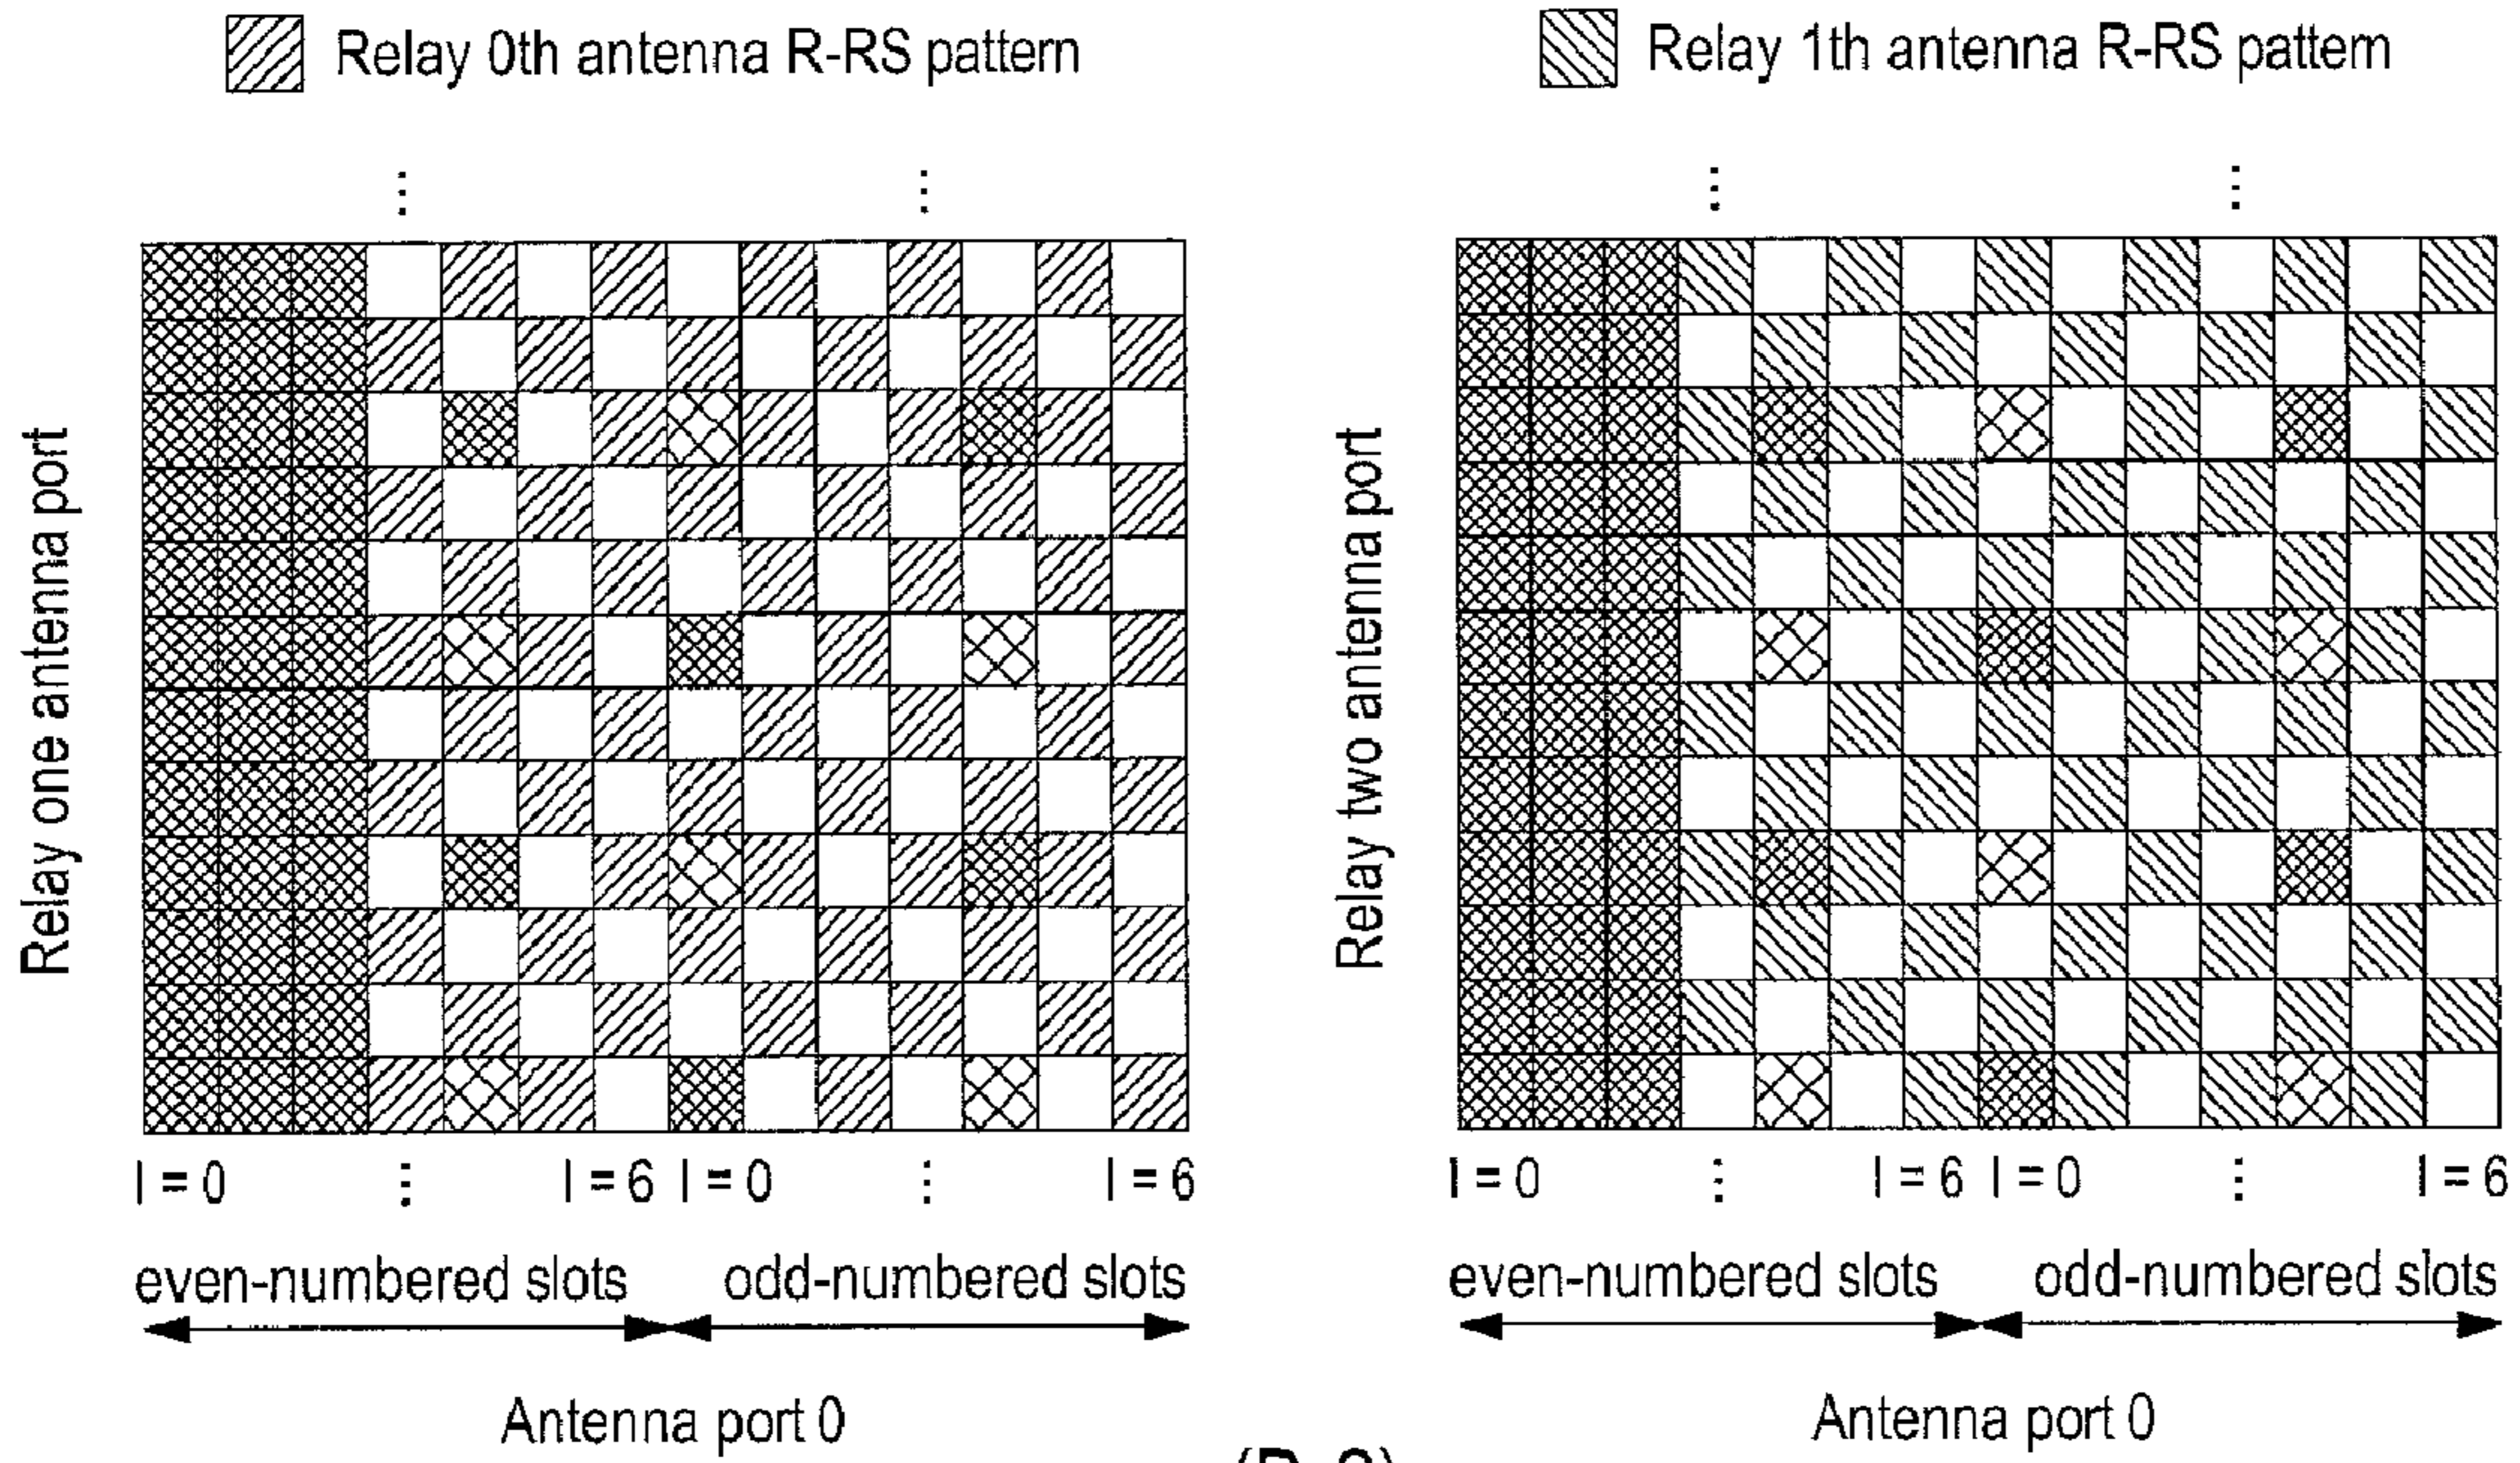 Relay 0th antenna R-RS pattern
Relay 1th antenna R-RS pattern
Relay one antenna port
l = 0 ⋮ l = 6 l = 0 ⋮ l = 6
even-numbered slots odd-numbered slots
Antenna port 0
Relay two antenna port
l = 0 ⋮ l = 6 l = 0 ⋮ l = 6
even-numbered slots odd-numbered slots
Antenna port 0